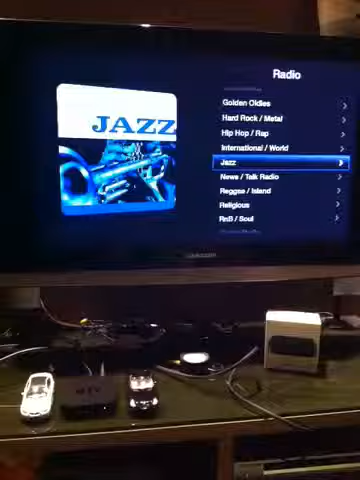 Radio
Golden Oldies
Hard Rock / Metal
Hip Hop / Rap
International / World
Jazz
News / Talk Radio
Reggae / Island
Religious
RnB / Soul
JAZZ